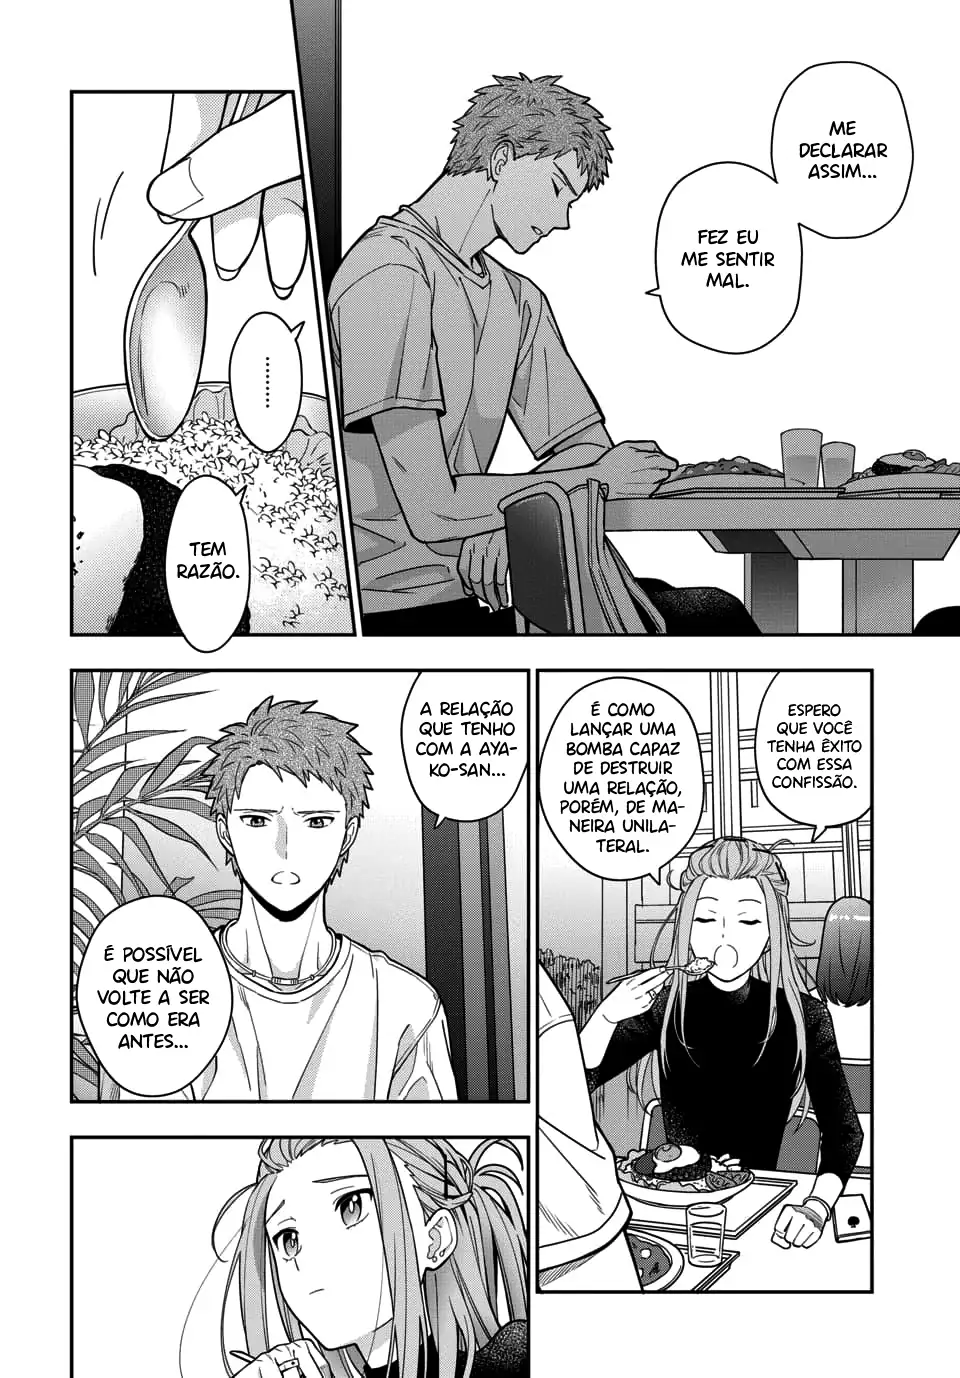 ME
DECLARAR
ASSIM...
FEZ EU
ME SENTIR
MAL.
.........
TEM
RAZÃO.
ESPERO
QUE VOCÊ
TENHA ÊXITO
COM ESSA
CONFISSÃO.
É COMO
LANÇAR UMA
BOMBA CAPAZ
DE DESTRUIR
UMA RELAÇÃO,
PORÉM, DE MA-
NEIRA UNILA-
TERAL.
A RELAÇÃO
QUE TENHO
COM A AYA-
KO-SAN...
É POSSÍVEL
QUE NÃO
VOLTE A SER
COMO ERA
ANTES...